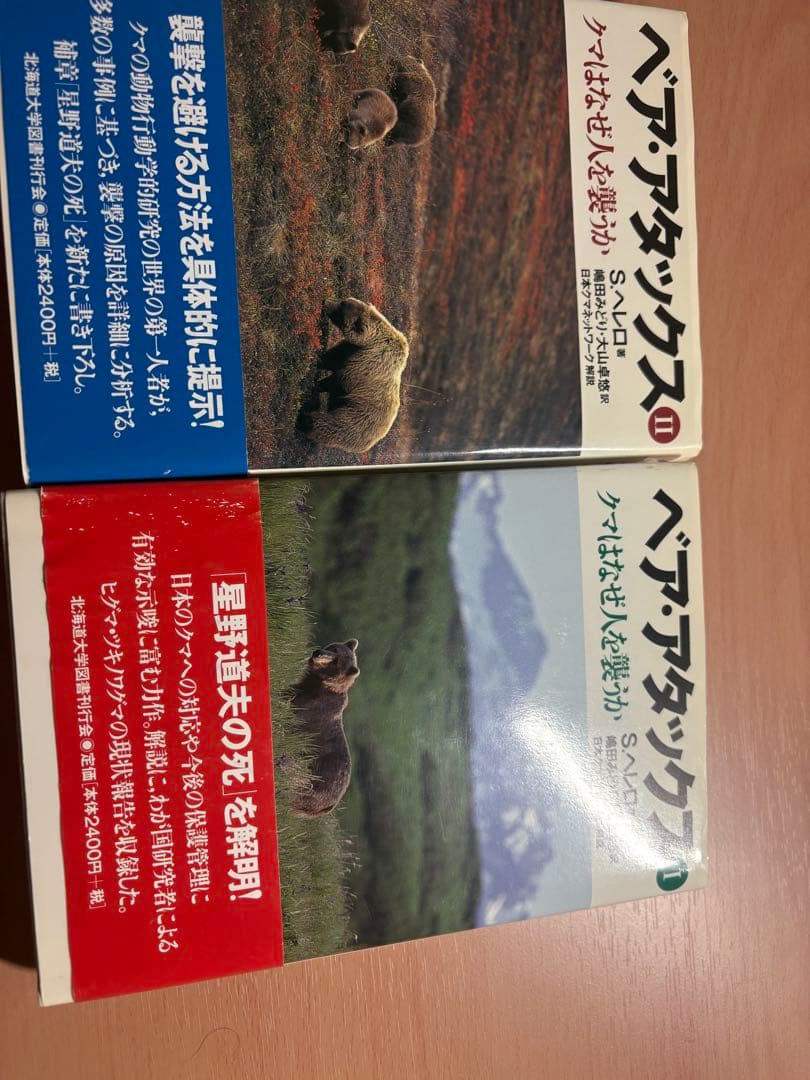 ベア・アタックス II
クマはなぜ人を襲うか
S.ヘレロ 著
嶋田みどり・大山卓悠 訳
日本クマネットワーク 解説
襲撃を避ける方法を具体的に提示!
クマの動物行動学的研究の世界の第一人者が、
多数の事例に基づき、襲撃の原因を詳細に分析する。
補章「星野道夫の死」を新たに書き下ろし。
北海道大学図書刊行会●定価[本体2400円+税]
ベア・アタックス I
クマはなぜ人を襲うか
S.ヘレロ
嶋田みどり
「星野道夫の死」を解明!
日本のクマへの対応や今後の保護管理に
有効な示唆に富む力作。解説に、わが国研究者による
ヒグマ・ツキノワグマの現状報告を収録した。
北海道大学図書刊行会●定価[本体2400円+税]